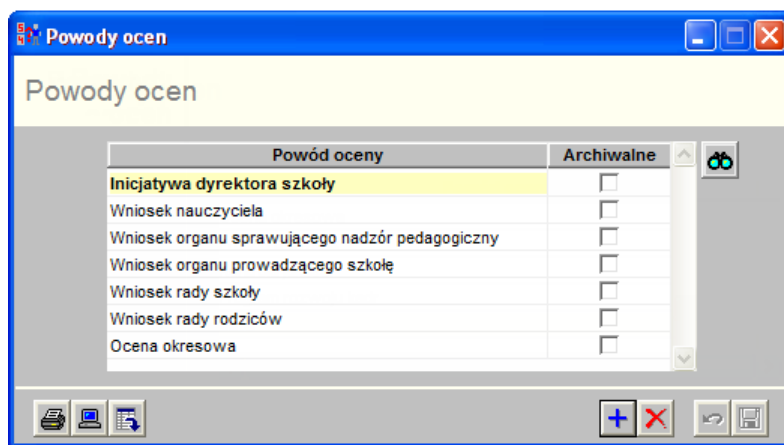 Powody ocen
Powody ocen
Powód oceny Archiwalne
Inicjatywa dyrektora szkoły
Wniosek nauczyciela
Wniosek organu sprawującego nadzór pedagogiczny
Wniosek organu prowadzącego szkołę
Wniosek rady szkoły
Wniosek rady rodziców
Ocena okresowa